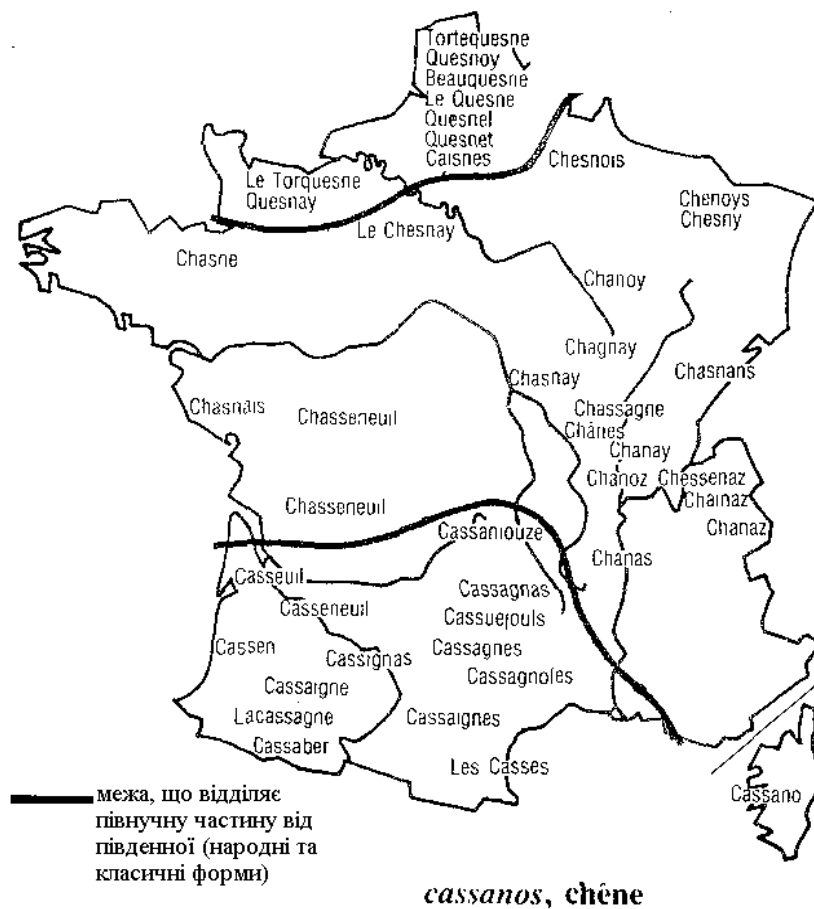 Tortequesne
Quesnoy
Beauquesne
Le Quesne
Quesnel
Quesnet
Caisnes
Chesnois
Le Torquesne
Quesnay
Chenoys
Chesny
Le Chesnay
Chasne
Chanoy
Chagnay
Chasnay
Chasnans
Chasnais
Chasseneuil
Chassagne
Chânes
Chanay
Chanoz
Chessenaz
Chainaz
Chanaz
Chasseneuil
Cassaniouze
Chanas
Casseuil
Cassagnas
Casseneuil
Cassuejouls
Cassen
Cassignas
Cassagnes
Cassagnoles
Cassaigne
Lacassagne
Cassaignes
Cassaber
Les Casses
Cassano
межа, що відділяє
північну частину від
південної (народні та
класичні форми)
cassanos, chêne